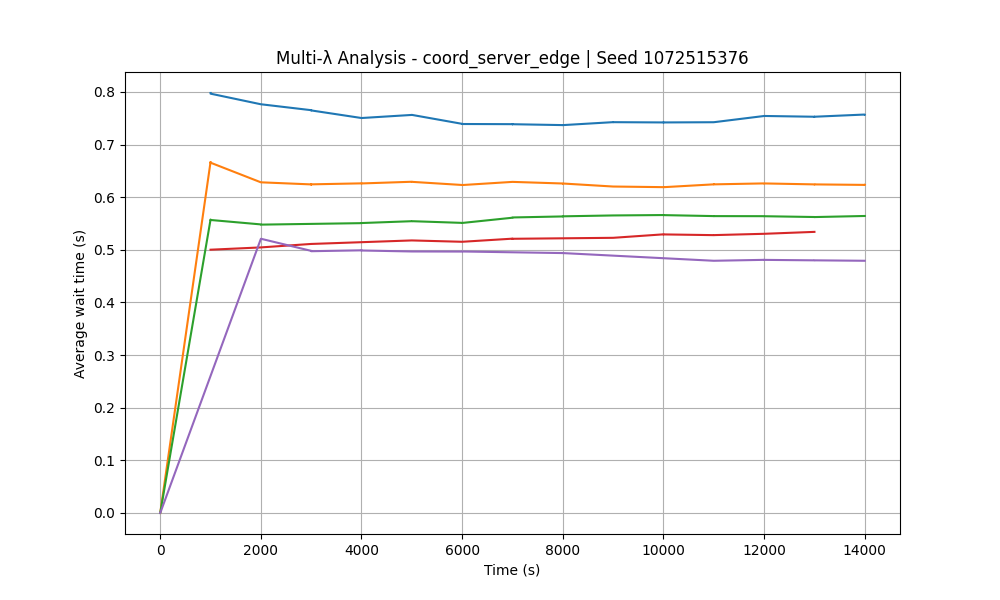 Multi-λ Analysis - coord_server_edge | Seed 1072515376
Average wait time (s)
0.8
0.7
0.6
0.5
0.4
0.3
0.2
0.1
0.0
0 2000 4000 6000 8000 10000 12000 14000
Time (s)